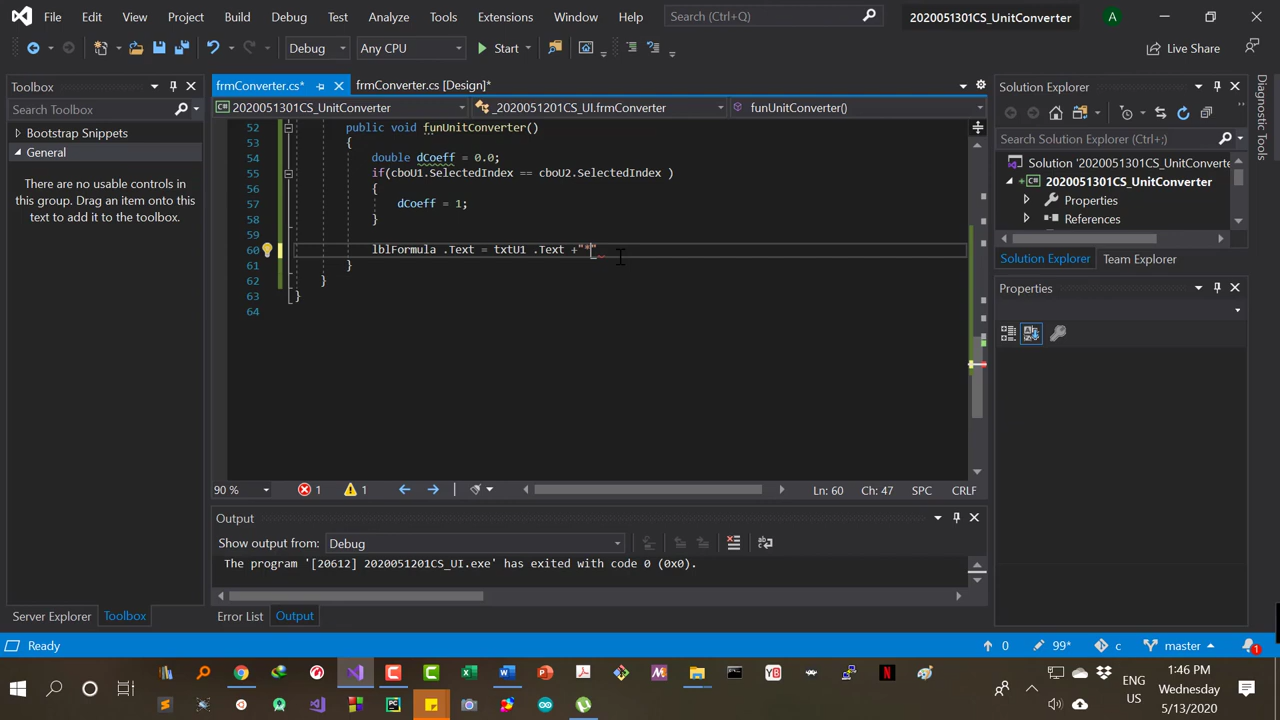 File Edit View Project Build Debug Test Analyze Tools Extensions Window Help Search (Ctrl+Q) 2020051301CS_UnitConverter A
Debug Any CPU Start Live Share
Toolbox
Search Toolbox
Bootstrap Snippets
General
There are no usable controls in
this group. Drag an item onto this
text to add it to the toolbox.
Server Explorer Toolbox
frmConverter.cs* frmConverter.cs [Design]*
2020051301CS_UnitConverter _2020051201CS_UI.frmConverter funUnitConverter()
52 public void funUnitConverter()
53 {
54 double dCoeff = 0.0;
55 if(cboU1.SelectedIndex == cboU2.SelectedIndex )
56 {
57 dCoeff = 1;
58 }
59
60 lblFormula .Text = txtU1 .Text +"*"
61 }
62 }
63 }
64
90 % 1 1 Ln: 60 Ch: 47 SPC CRLF
Output
Show output from: Debug
The program '[20612] 2020051201CS_UI.exe' has exited with code 0 (0x0).
Error List Output
Solution Explorer
Search Solution Explorer (Ctrl+;)
Solution '2020051301CS_UnitConverte
2020051301CS_UnitConverter
Properties
References
Solution Explorer Team Explorer
Properties
Diagnostic Tools
Ready 0 99* c master 1
ENG
US
1:46 PM
Wednesday
5/13/2020